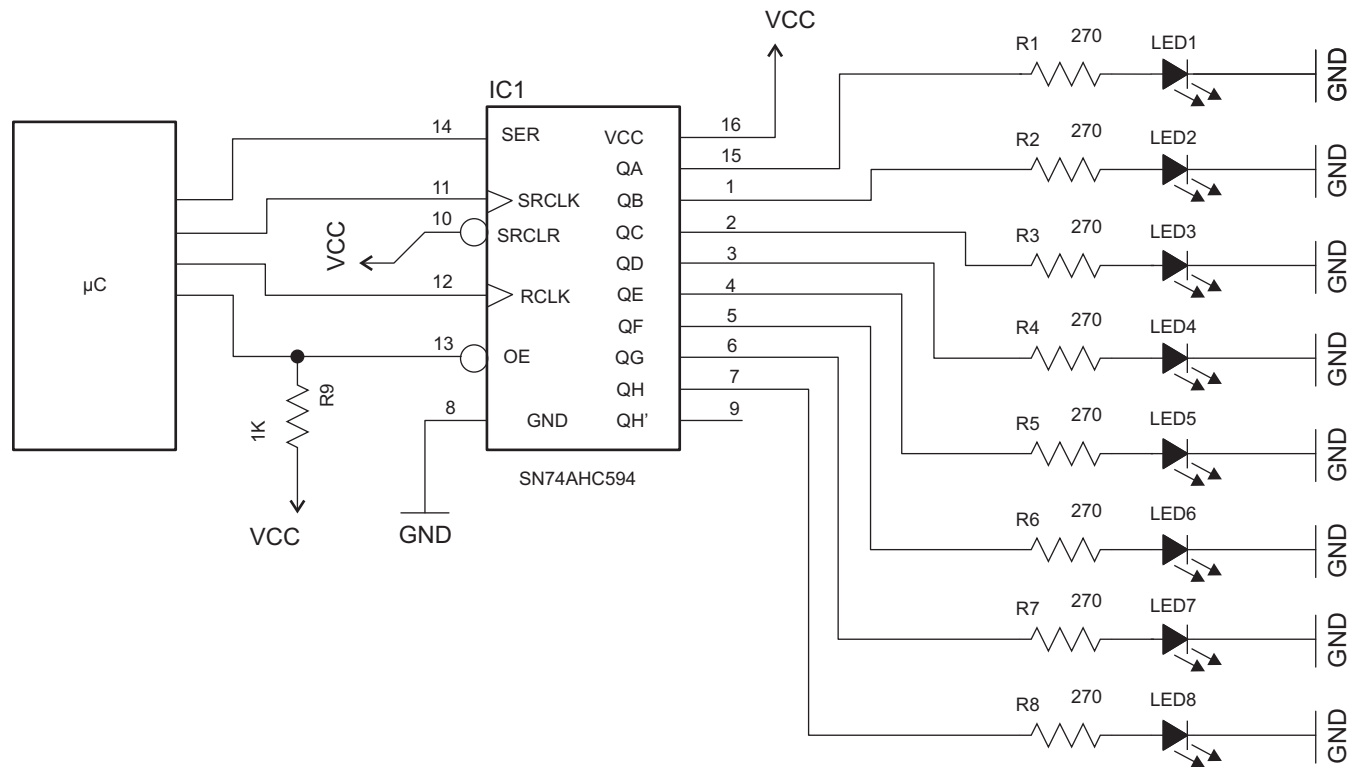 VCC
R1 270 LED1
GND
IC1
14 SER
VCC 16
QA 15
R2 270 LED2
GND
11 SRCLK
QB 1
10 SRCLR
VCC
QC 2
R3 270 LED3
GND
QD 3
µC
12 RCLK
QE 4
QF 5
R4 270 LED4
GND
13 OE
QG 6
QH 7
R9
1K
8 GND
QH' 9
R5 270 LED5
GND
SN74AHC594
VCC
GND
R6 270 LED6
GND
R7 270 LED7
GND
R8 270 LED8
GND